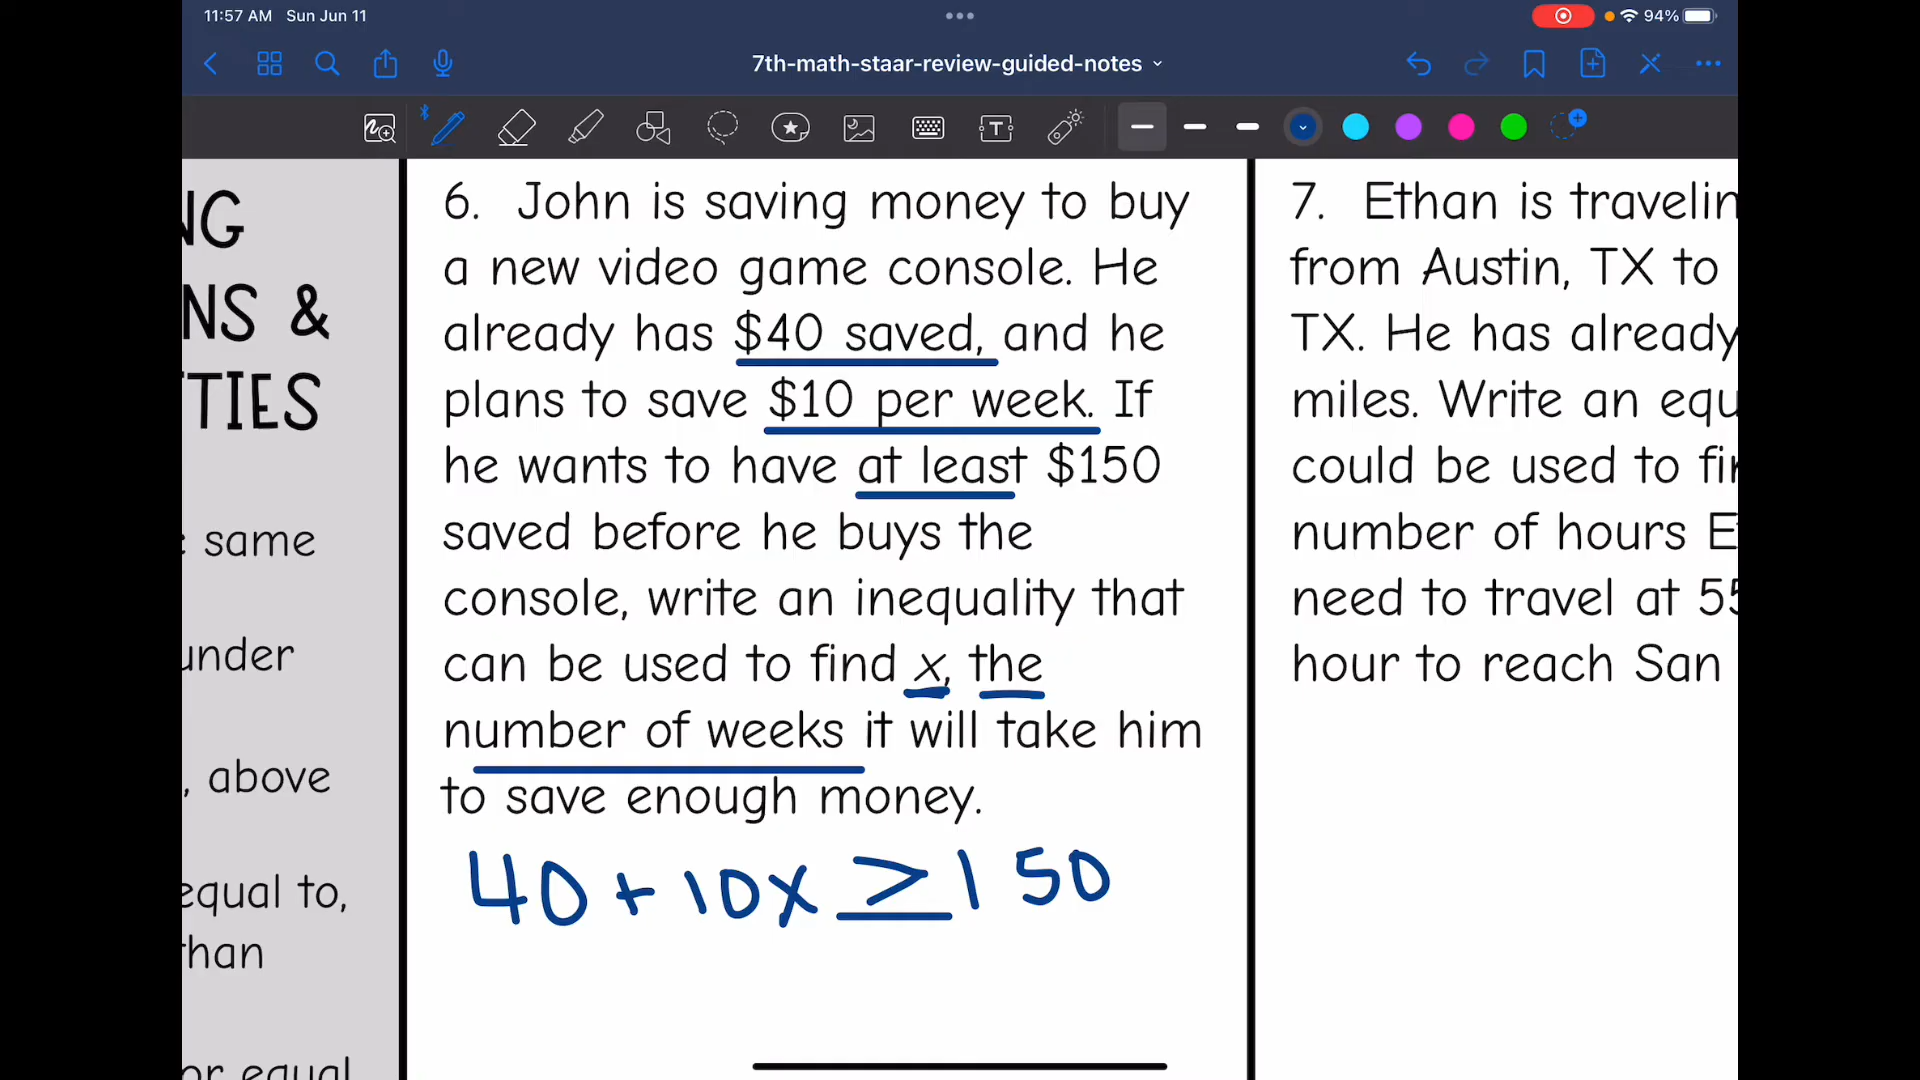 11:57 AM Sun Jun 11
94%
7th-math-staar-review-guided-notes
NG
NS &
TIES
same
under
, above
equal to,
than
or equal
6. John is saving money to buy
a new video game console. He
already has $40 saved, and he
plans to save $10 per week. If
he wants to have at least $150
saved before he buys the
console, write an inequality that
can be used to find x, the
number of weeks it will take him
to save enough money.
40 + 10x ≥ 150
7. Ethan is travelin
from Austin, TX to
TX. He has already
miles. Write an equ
could be used to fin
number of hours E
need to travel at 55
hour to reach San